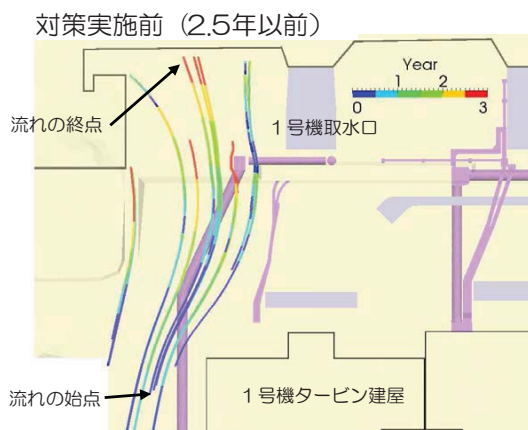 対策実施前（2.5年以前）
Year
1 2
0 3
流れの終点
１号機取水口
流れの始点
１号機タービン建屋